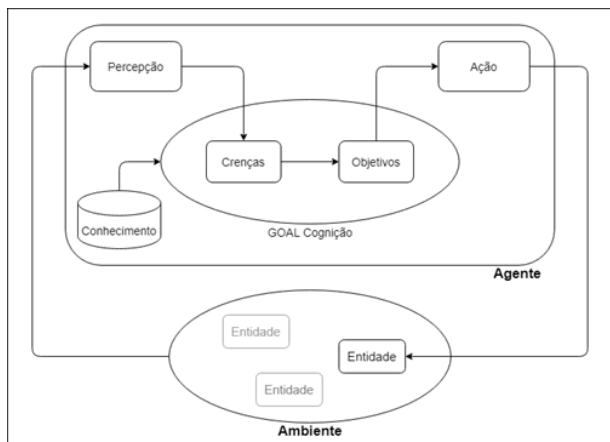 Percepção
Ação
Crenças
Objetivos
Conhecimento
GOAL Cognição
Agente
Entidade
Entidade
Entidade
Ambiente